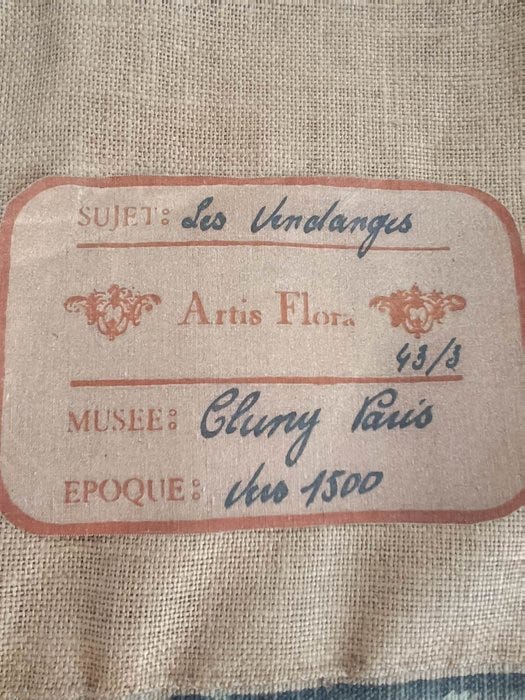 SUJET: Les Vendanges
Artis Flora
43/3
MUSEE: Cluny Paris
EPOQUE: Vers 1500